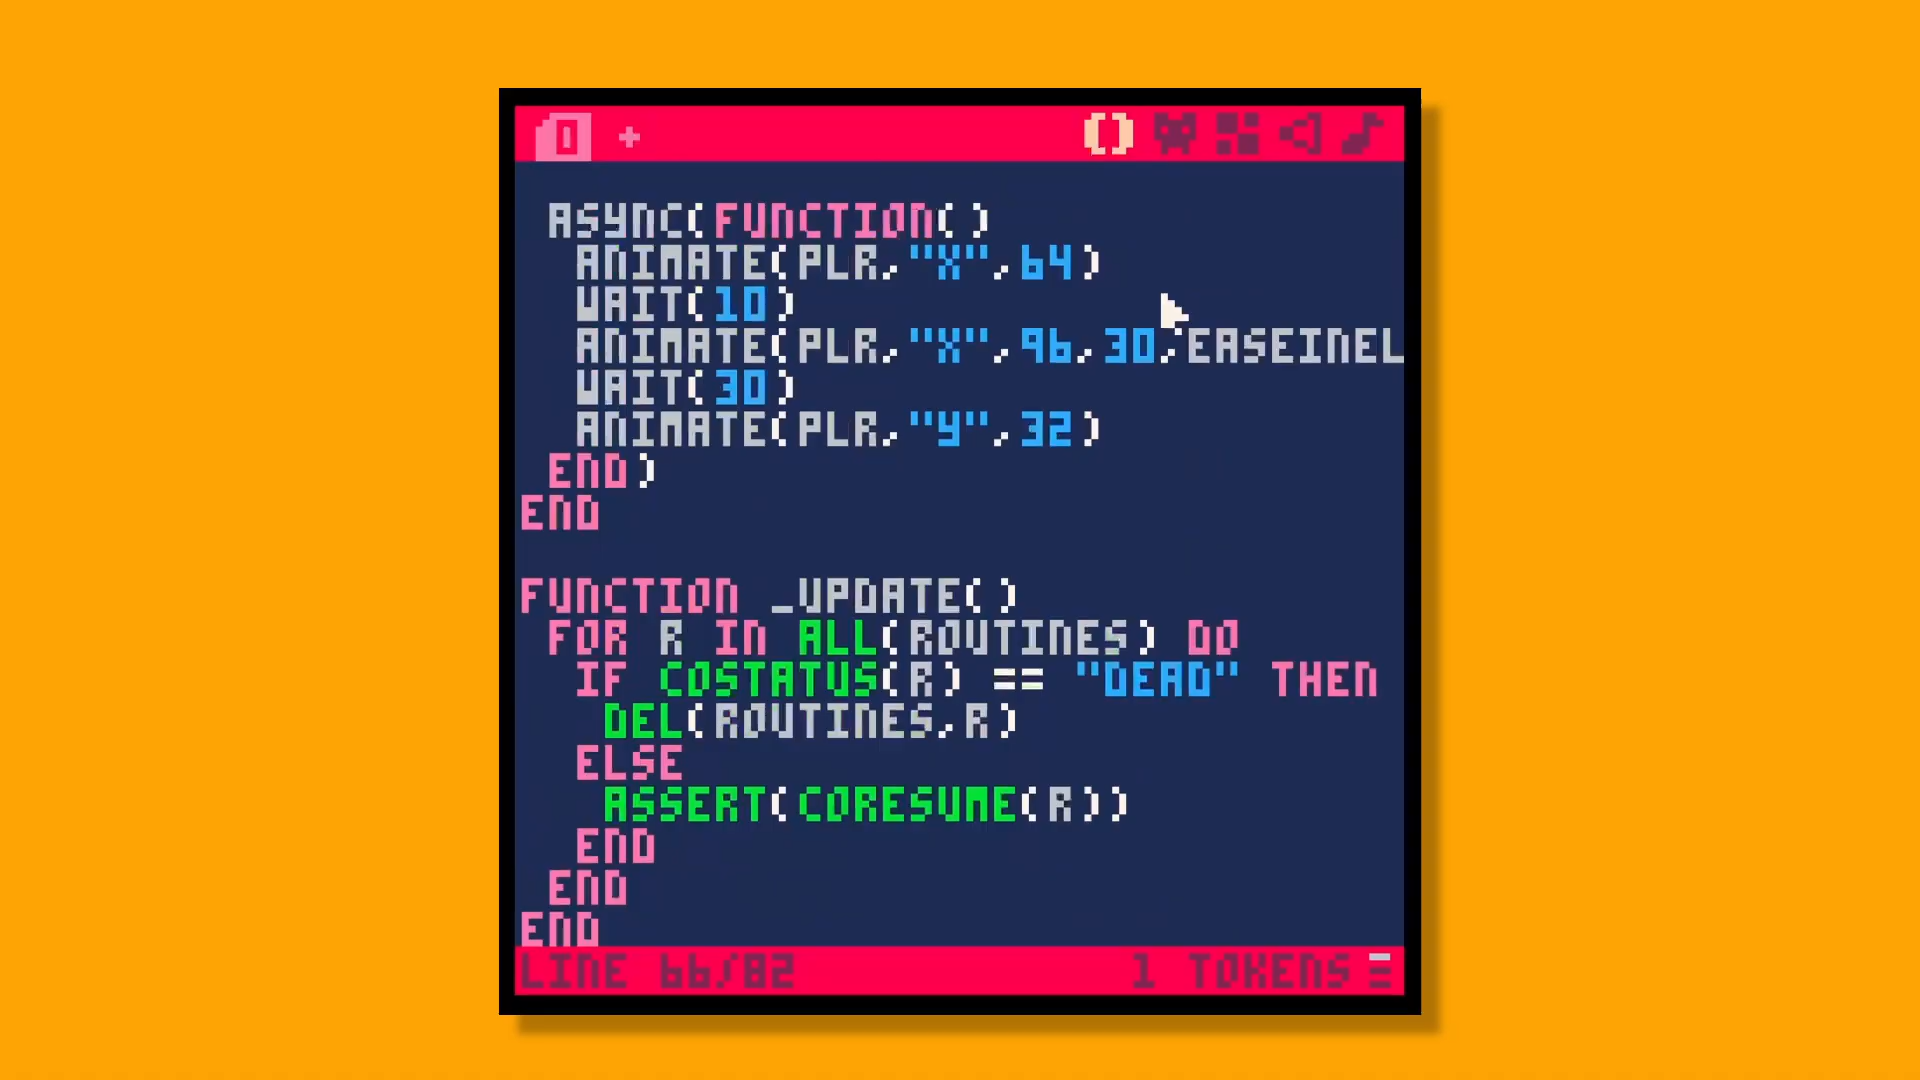 0 +
ASYNC(FUNCTION()
ANIMATE(PLR,"X",64)
WAIT(10)
ANIMATE(PLR,"X",96,30,EASEINEL
WAIT(30)
ANIMATE(PLR,"Y",32)
END)
END
FUNCTION _UPDATE()
FOR R IN ALL(ROUTINES) DO
IF COSTATUS(R) == "DEAD" THEN
DEL(ROUTINES,R)
ELSE
ASSERT(CORESUME(R))
END
END
END
LINE 66/82 1 TOKENS